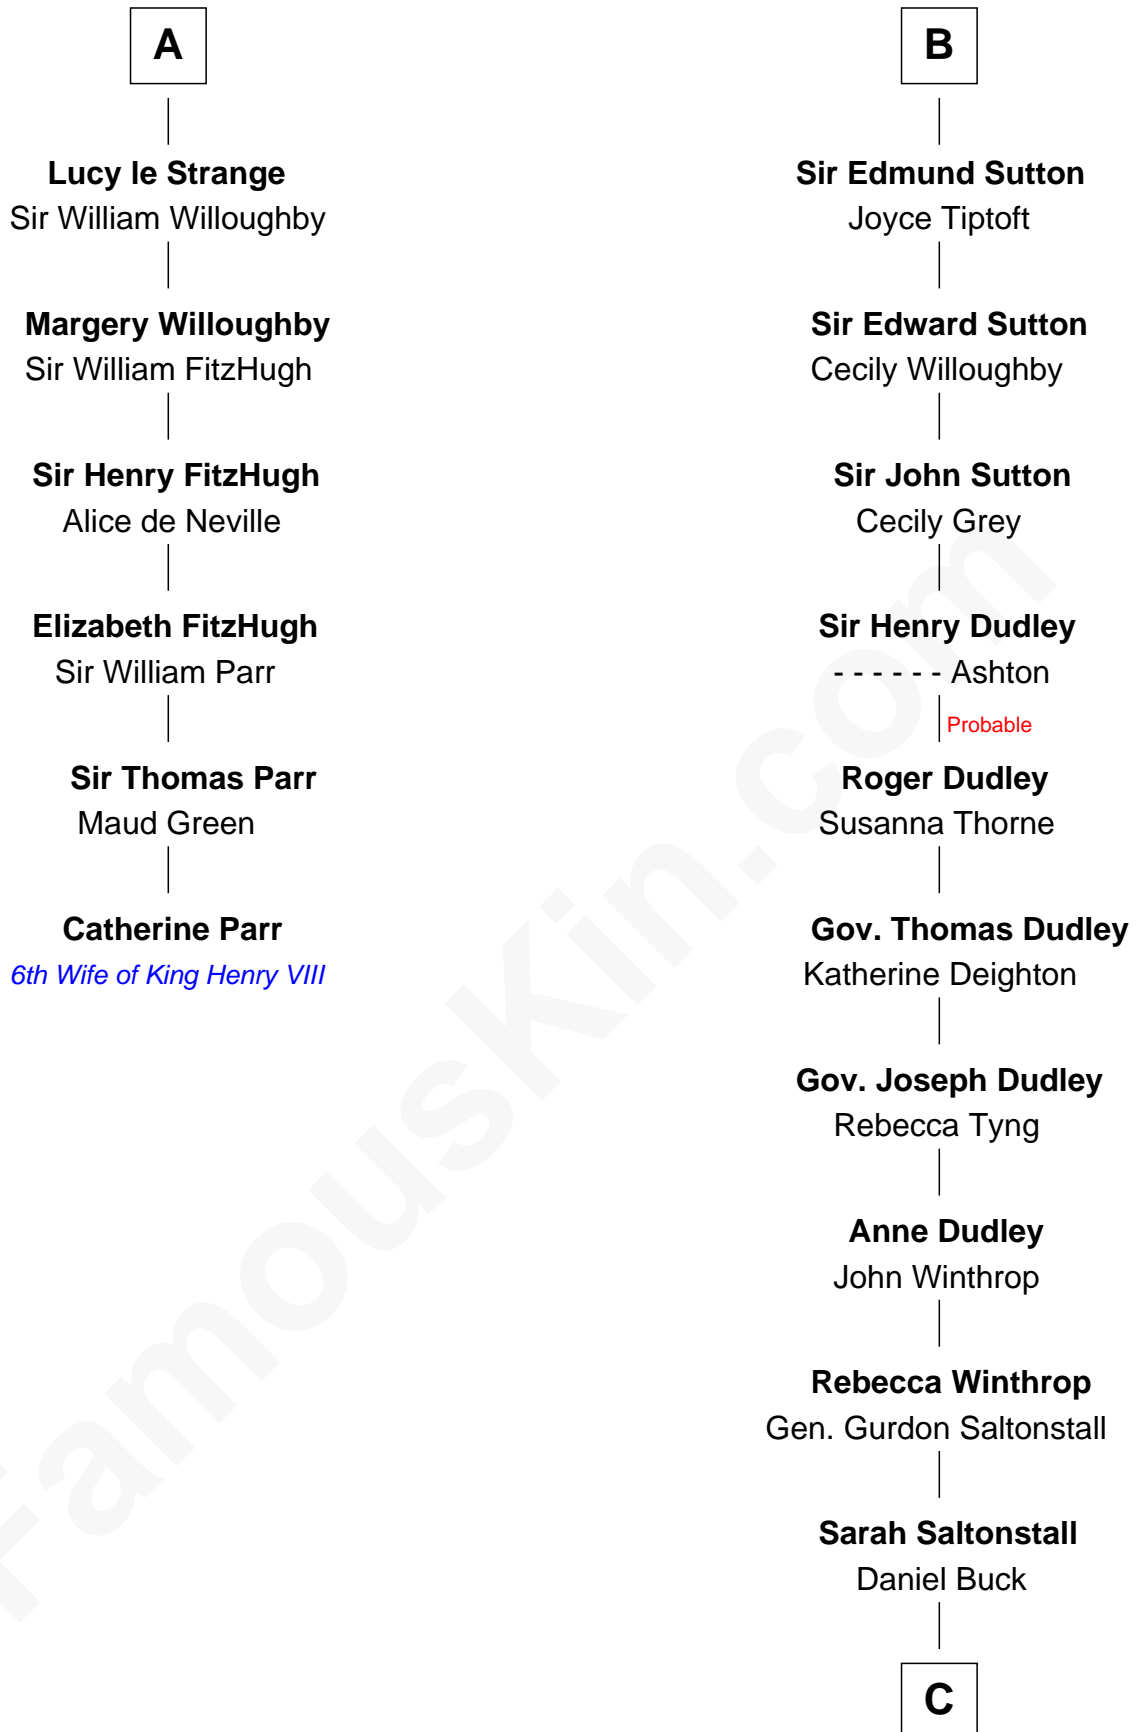 A
Lucy le Strange
Sir William Willoughby
Margery Willoughby
Sir William FitzHugh
Sir Henry FitzHugh
Alice de Neville
Elizabeth FitzHugh
Sir William Parr
Sir Thomas Parr
Maud Green
Catherine Parr
6th Wife of King Henry VIII
B
Sir Edmund Sutton
Joyce Tiptoft
Sir Edward Sutton
Cecily Willoughby
Sir John Sutton
Cecily Grey
Sir Henry Dudley
- - - - - - Ashton
Probable
Roger Dudley
Susanna Thorne
Gov. Thomas Dudley
Katherine Deighton
Gov. Joseph Dudley
Rebecca Tyng
Anne Dudley
John Winthrop
Rebecca Winthrop
Gen. Gurdon Saltonstall
Sarah Saltonstall
Daniel Buck
C
FamousKin.com